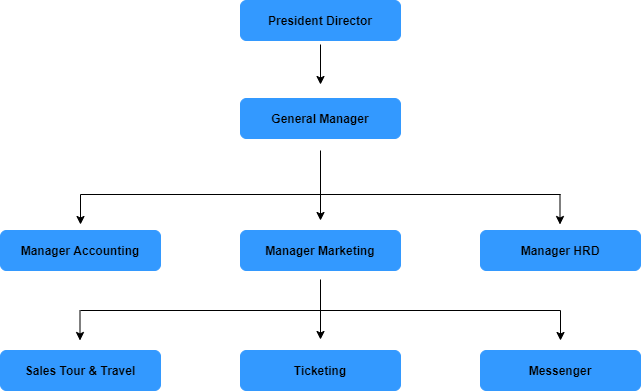 President Director
General Manager
Manager Accounting
Manager Marketing
Manager HRD
Sales Tour & Travel
Ticketing
Messenger